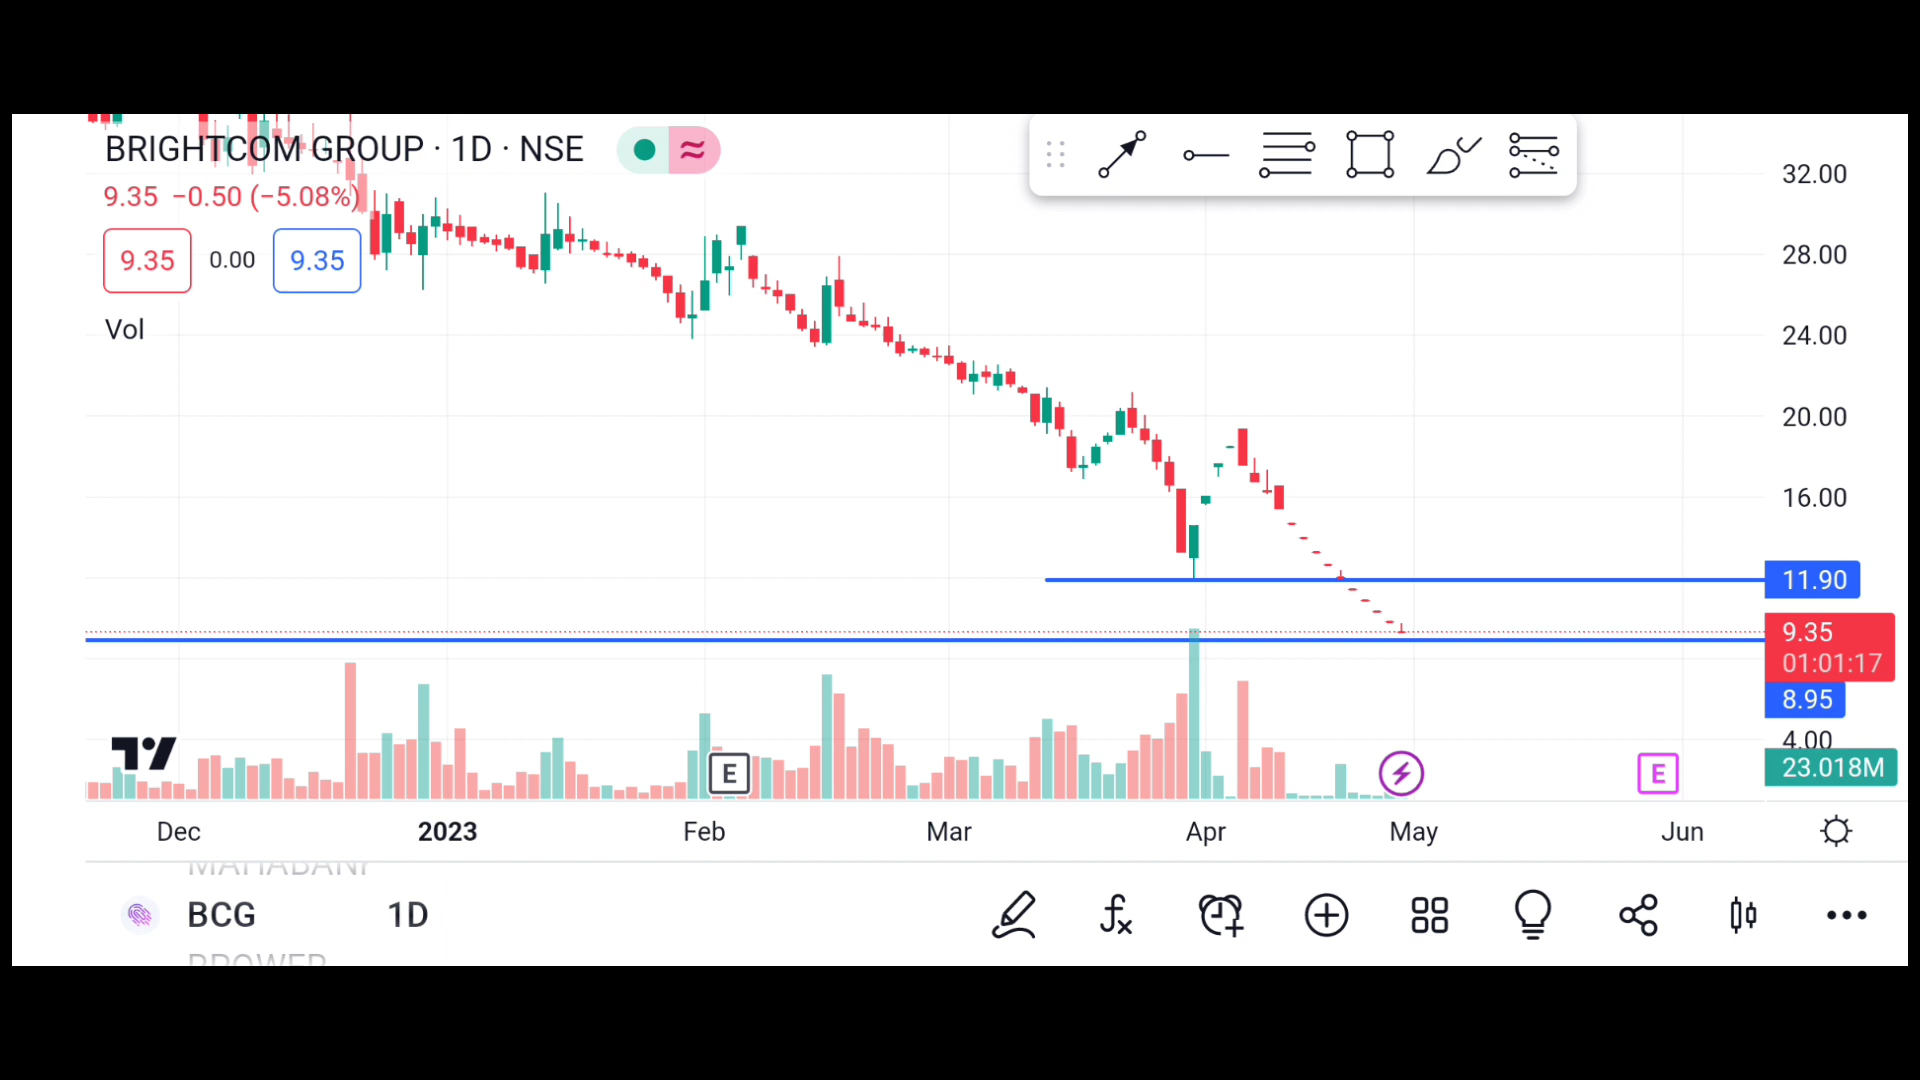 BRIGHTCOM GROUP · 1D · NSE
9.35 −0.50 (−5.08%)
9.35 0.00 9.35
Vol
32.00
28.00
24.00
20.00
16.00
11.90
9.35
01:01:17
8.95
4.00
23.018M
E
E
Dec 2023 Feb Mar Apr May Jun
BCG 1D